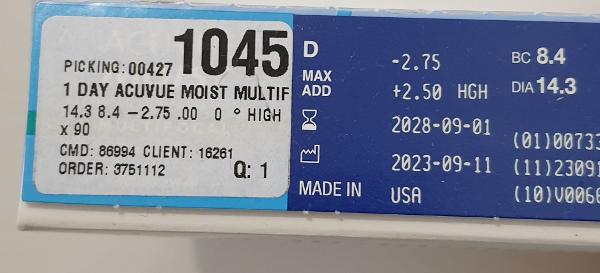 1045
PICKING: 00427
1 DAY ACUVUE MOIST MULTIF
14.3 8.4 -2.75 .00 0 ° HIGH
x 90
CMD: 86994 CLIENT: 16261
ORDER: 3751112 Q: 1
D -2.75 BC 8.4
MAX ADD +2.50 HGH DIA 14.3
2028-09-01 (01)00733
2023-09-11 (11)23091
MADE IN USA (10)V0066